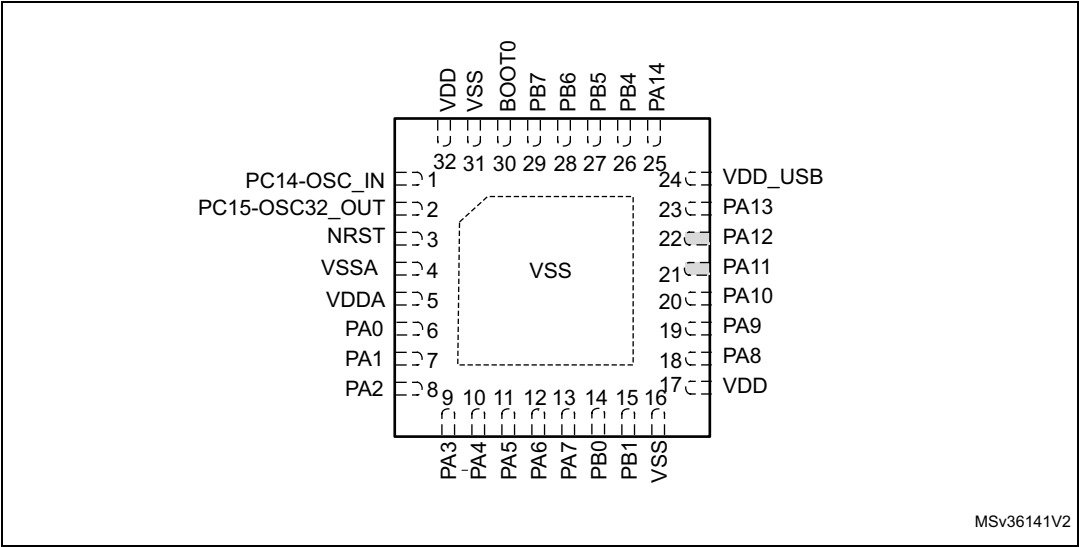 VDD
VSS
BOOT0
PB7
PB6
PB5
PB4
PA14
32 31 30 29 28 27 26 25
PC14-OSC_IN 1
PC15-OSC32_OUT 2
NRST 3
VSSA 4
VDDA 5
PA0 6
PA1 7
PA2 8
VSS
24 VDD_USB
23 PA13
22 PA12
21 PA11
20 PA10
19 PA9
18 PA8
17 VDD
9 10 11 12 13 14 15 16
PA3
PA4
PA5
PA6
PA7
PB0
PB1
VSS
MSv36141V2